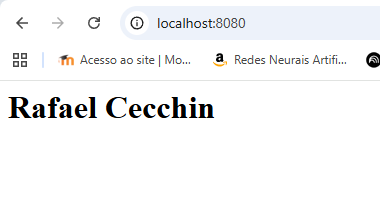 localhost:8080
Acesso ao site | Mo... Redes Neurais Artifi...
Rafael Cecchin